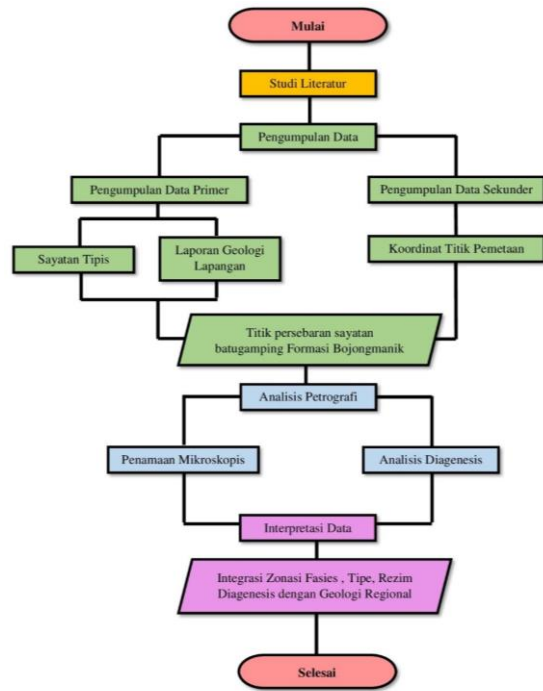 Mulai
Studi Literatur
Pengumpulan Data
Pengumpulan Data Primer
Pengumpulan Data Sekunder
Sayatan Tipis
Laporan Geologi
Lapangan
Koordinat Titik Pemetaan
Titik persebaran sayatan
batugamping Formasi Bojongmanik
Analisis Petrografi
Penamaan Mikroskopis
Analisis Diagenesis
Interpretasi Data
Integrasi Zonasi Fasies , Tipe, Rezim
Diagenesis dengan Geologi Regional
Selesai